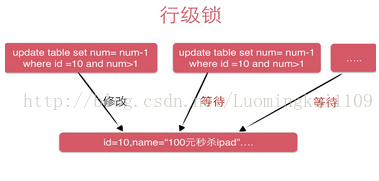 行级锁
update table set num= num-1
where id =10 and num>1
update table set num= num-1
where id =10 and num>1
.....
修改
等待
等待
id=10,name="100元秒杀ipad"....